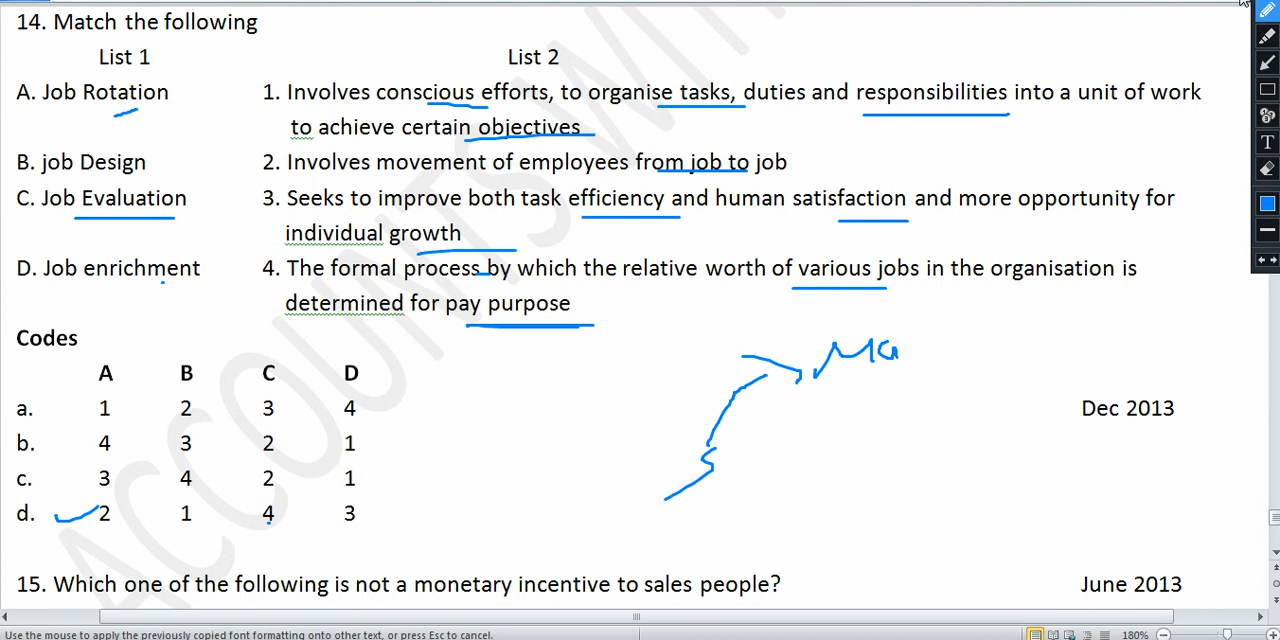 14. Match the following
List 1 List 2
A. Job Rotation 1. Involves conscious efforts, to organise tasks, duties and responsibilities into a unit of work
to achieve certain objectives
B. job Design 2. Involves movement of employees from job to job
C. Job Evaluation 3. Seeks to improve both task efficiency and human satisfaction and more opportunity for
individual growth
D. Job enrichment 4. The formal process by which the relative worth of various jobs in the organisation is
determined for pay purpose
Codes
A B C D
a. 1 2 3 4 Dec 2013
b. 4 3 2 1
c. 3 4 2 1
d. 2 1 4 3
15. Which one of the following is not a monetary incentive to sales people? June 2013
ACCOUNTS WIT
Use the mouse to apply the previously copied font formatting onto other text, or press Esc to cancel. 180%